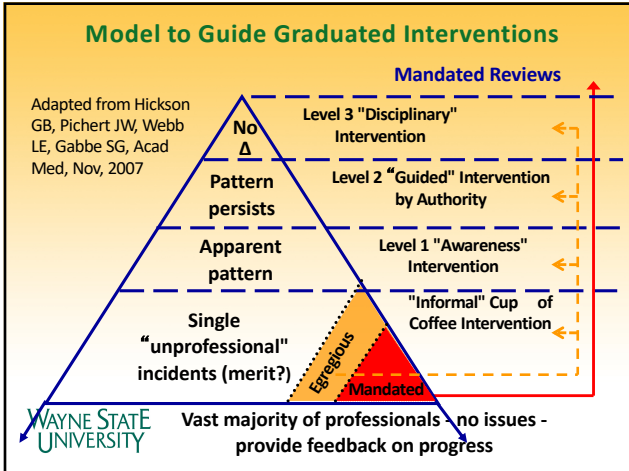 Model to Guide Graduated Interventions
Mandated Reviews
Adapted from Hickson
GB, Pichert JW, Webb
LE, Gabbe SG, Acad
Med, Nov, 2007
No
Δ
Level 3 "Disciplinary"
Intervention
Pattern
persists
Level 2 “Guided" Intervention
by Authority
Apparent
pattern
Level 1 "Awareness"
Intervention
Single
“unprofessional"
incidents (merit?)
"Informal" Cup of
Coffee Intervention
Egregious
Mandated
WAYNE STATE
UNIVERSITY
Vast majority of professionals - no issues -
provide feedback on progress